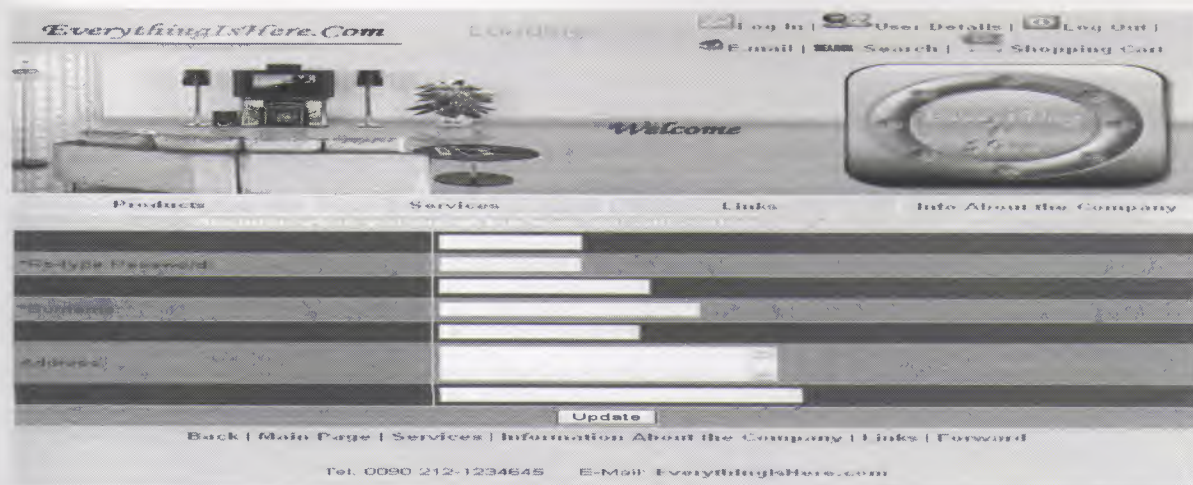 EverythingIsHere.Com
Log In | User Details | Log Out |
E-mail | SEARCH Search | Shopping Cart
Welcome
Products Services Links Info About the Company
*Re-type Password:
*Surname:
Address:
Update
Back | Main Page | Services | Information About the Company | Links | Forward
Tel. 0090 212-1234645 E-Mail: EverythingIsHere.com